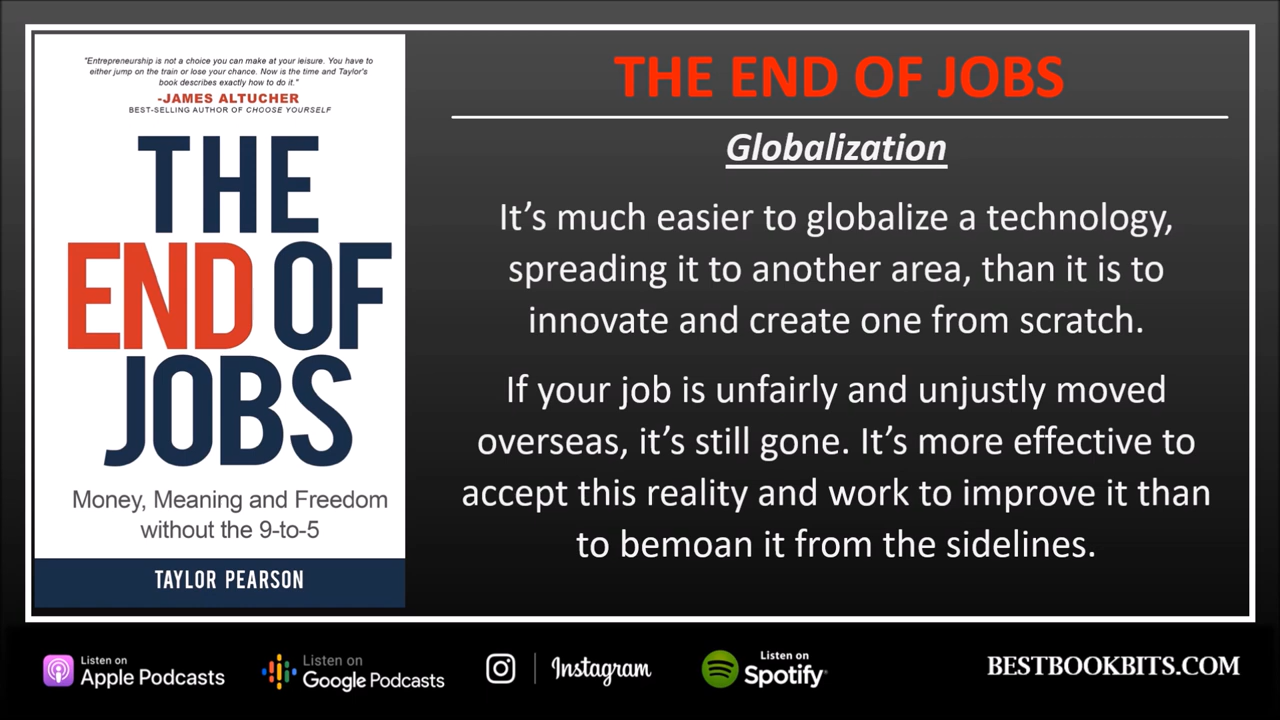 "Entrepreneurship is not a choice you can make at your leisure. You have to
either jump on the train or lose your chance. Now is the time and Taylor's
book describes exactly how to do it."
-JAMES ALTUCHER
BEST-SELLING AUTHOR OF CHOOSE YOURSELF
THE
END OF
JOBS
Money, Meaning and Freedom
without the 9-to-5
TAYLOR PEARSON
THE END OF JOBS
Globalization
It’s much easier to globalize a technology,
spreading it to another area, than it is to
innovate and create one from scratch.
If your job is unfairly and unjustly moved
overseas, it’s still gone. It’s more effective to
accept this reality and work to improve it than
to bemoan it from the sidelines.
Listen on
Apple Podcasts
Listen on
Google Podcasts
Instagram
Listen on
Spotify
BESTBOOKBITS.COM